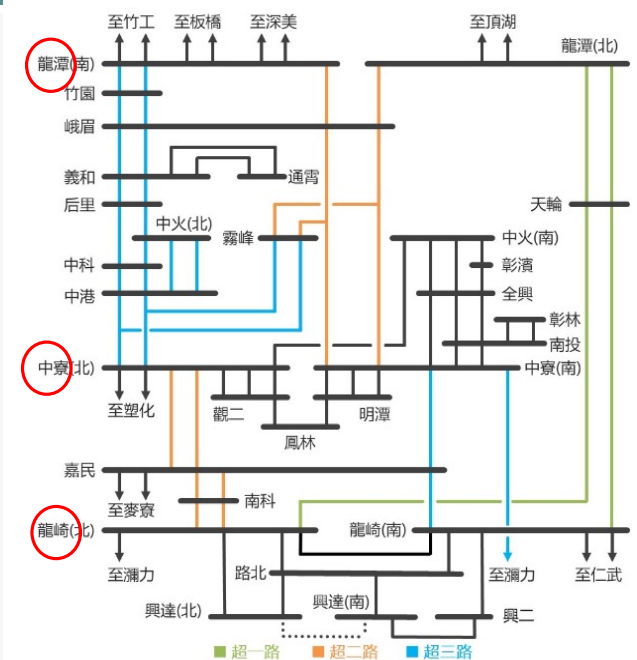 至竹工
至板橋
至深美
至頂湖
龍潭(南)
龍潭(北)
竹園
峨眉
義和
通霄
后里
天輪
中火(北)
霧峰
中火(南)
中科
彰濱
中港
全興
彰林
南投
中寮(北)
中寮(南)
至塑化
觀二
明潭
鳳林
嘉民
至麥寮
南科
龍崎(北)
龍崎(南)
至瀰力
路北
至瀰力
至仁武
興達(北)
興達(南)
興二
超一路
超二路
超三路